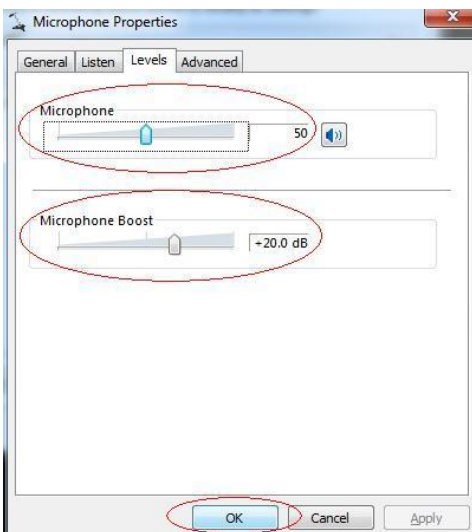 Microphone Properties
General Listen Levels Advanced
Microphone
50
Microphone Boost
+20.0 dB
OK Cancel Apply